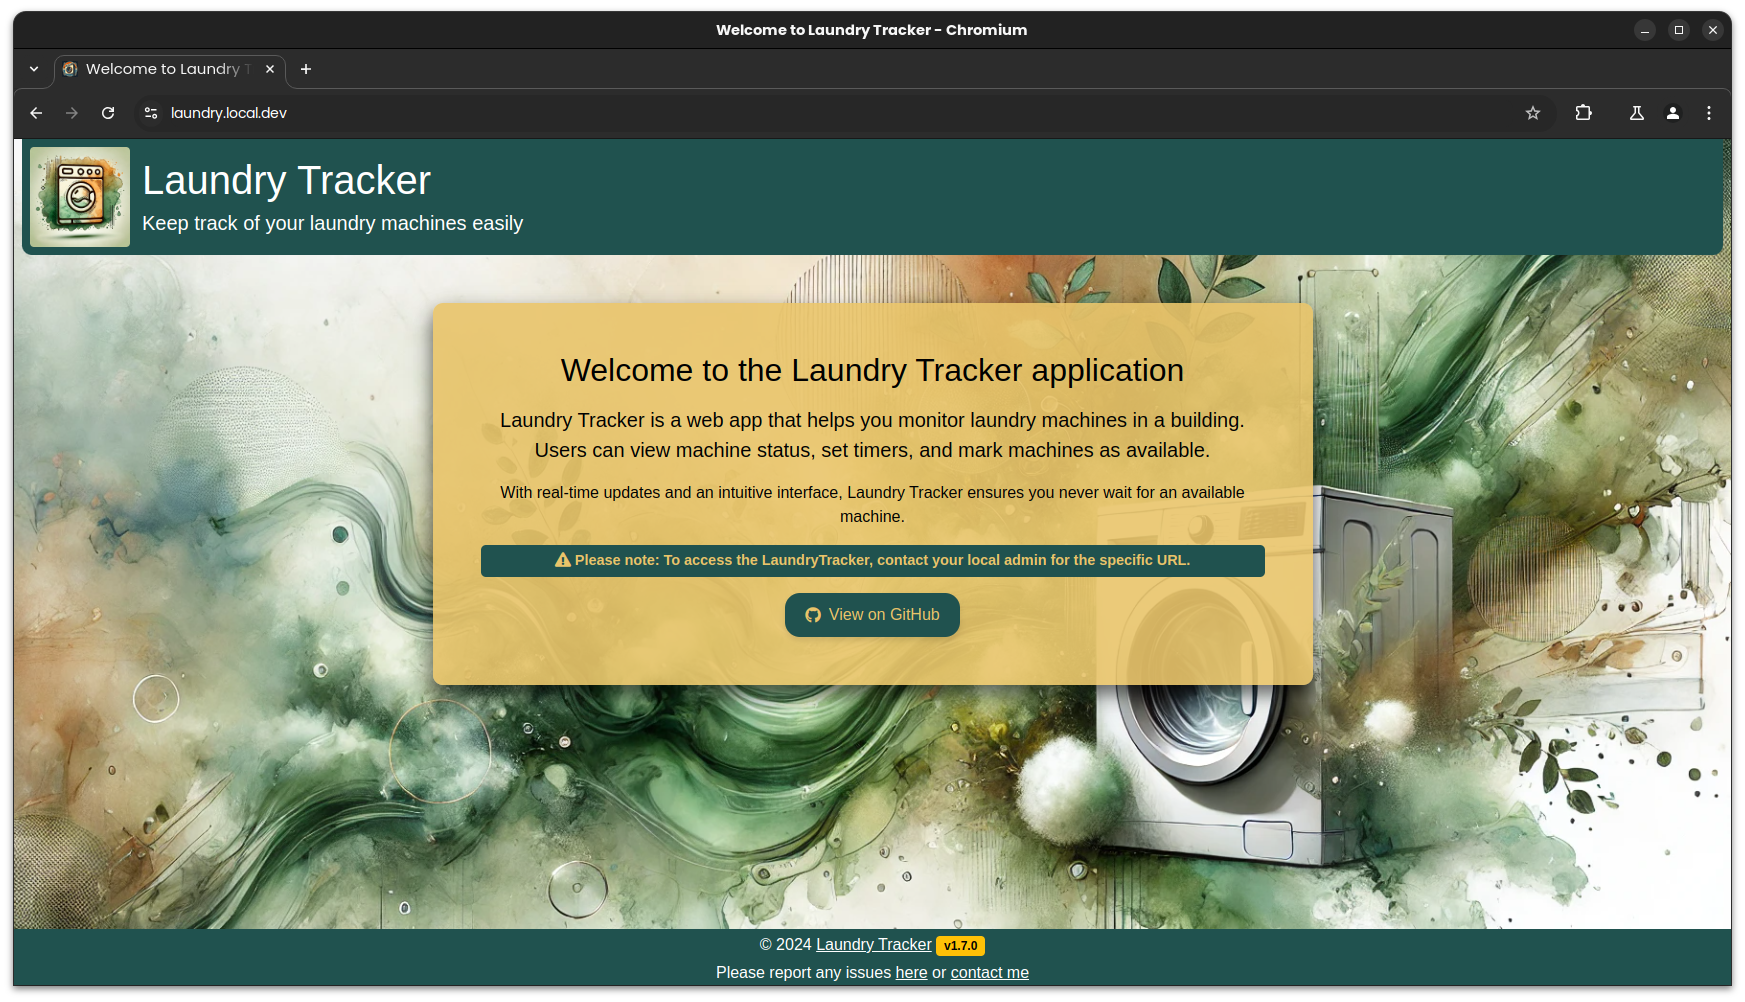 Welcome to Laundry Tracker - Chromium
Welcome to Laundry T
laundry.local.dev
Laundry Tracker
Keep track of your laundry machines easily
Welcome to the Laundry Tracker application
Laundry Tracker is a web app that helps you monitor laundry machines in a building.
Users can view machine status, set timers, and mark machines as available.
With real-time updates and an intuitive interface, Laundry Tracker ensures you never wait for an available
machine.
Please note: To access the LaundryTracker, contact your local admin for the specific URL.
View on GitHub
© 2024 Laundry Tracker v1.7.0
Please report any issues here or contact me